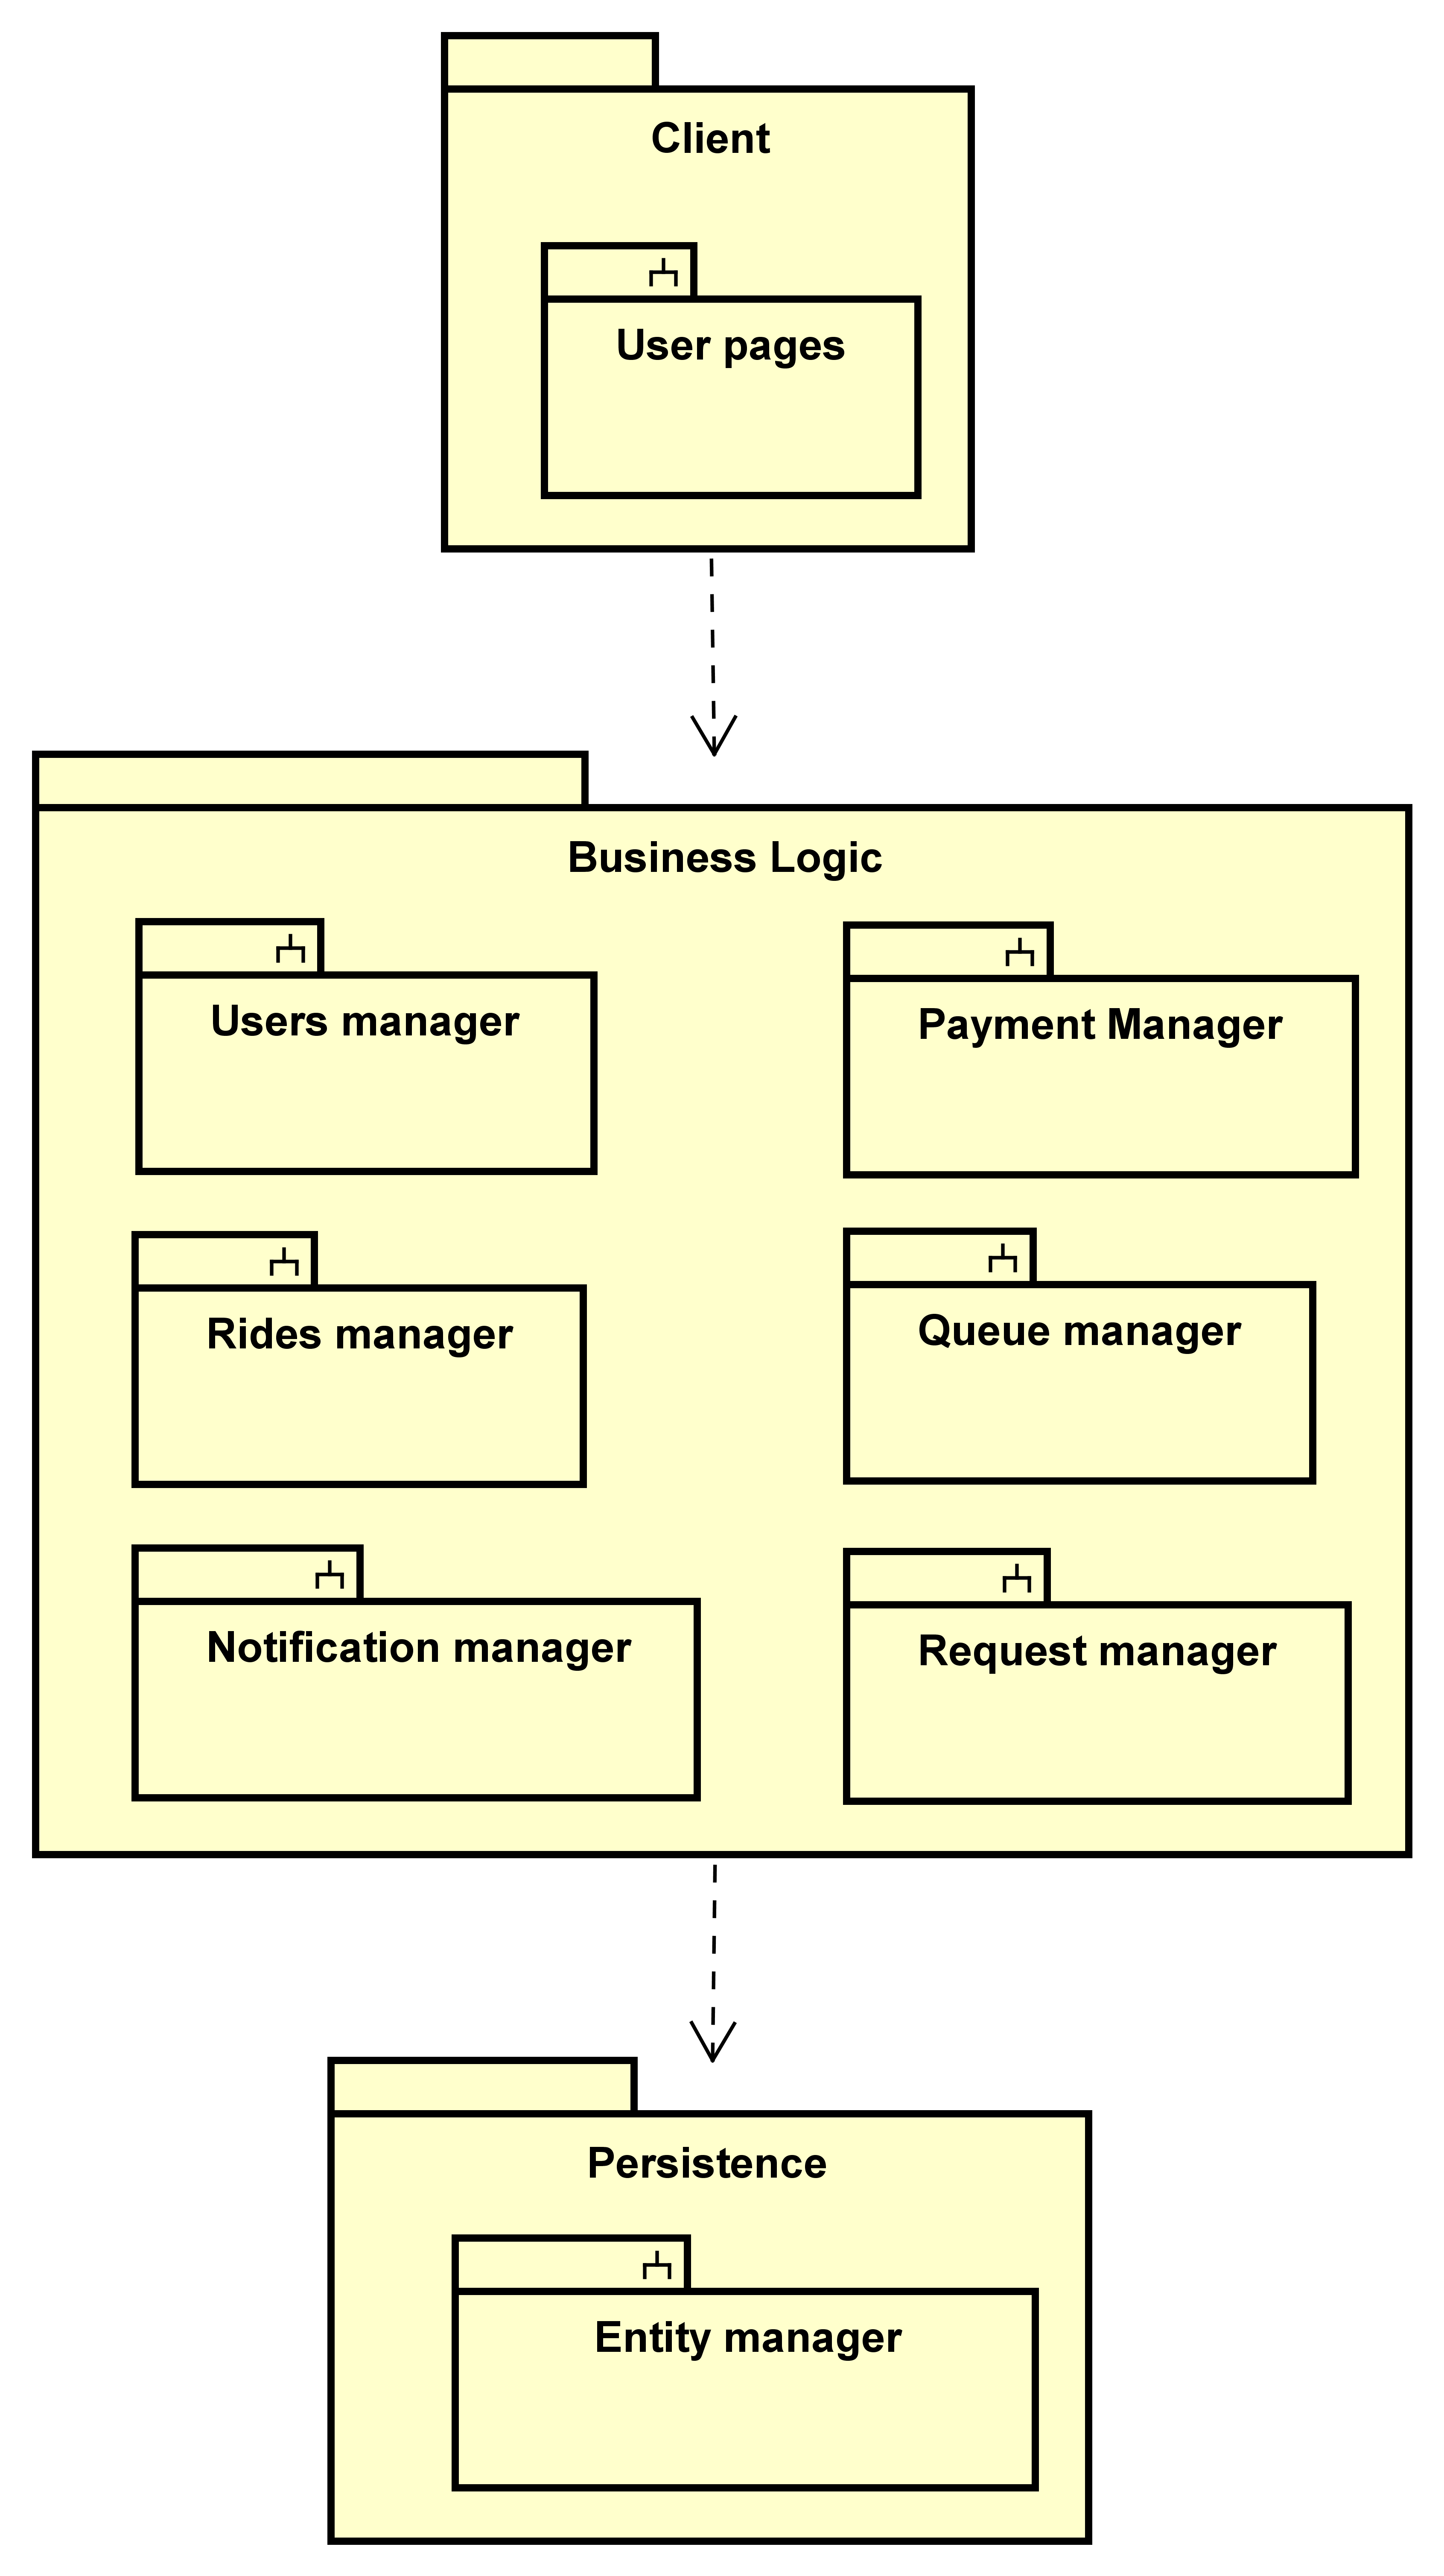 Client
User pages
Business Logic
Users manager
Payment Manager
Rides manager
Queue manager
Notification manager
Request manager
Persistence
Entity manager